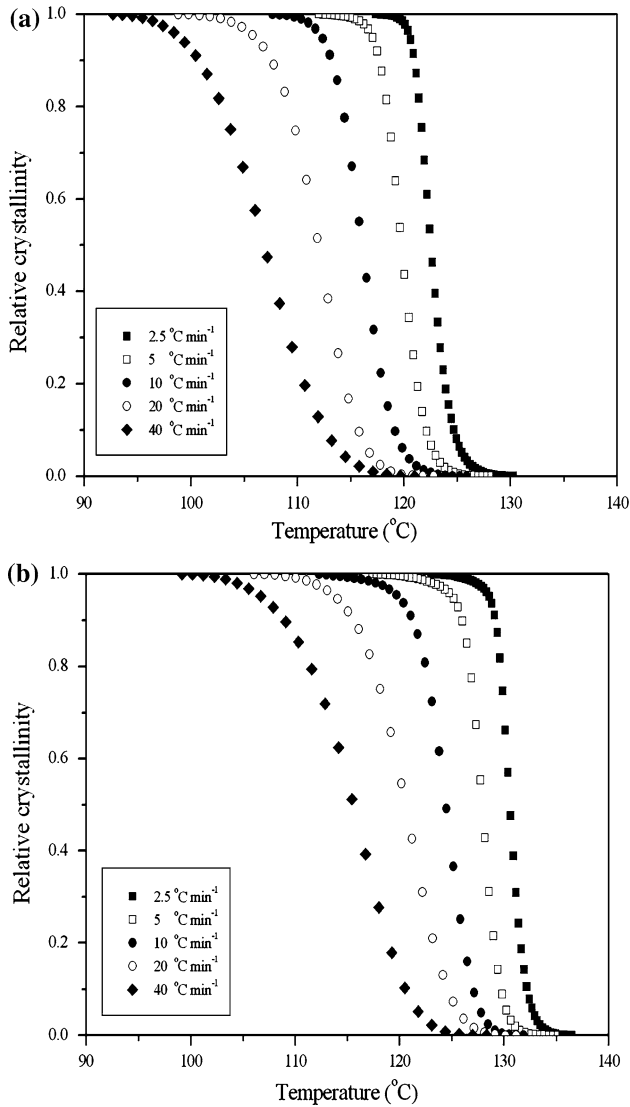 (a)
1.0
0.8
0.6
0.4
0.2
0.0
Relative crystallinity
2.5 °C min⁻¹
5 °C min⁻¹
10 °C min⁻¹
20 °C min⁻¹
40 °C min⁻¹
90 100 110 120 130 140
Temperature (°C)
(b)
1.0
0.8
0.6
0.4
0.2
0.0
Relative crystallinity
2.5 °C min⁻¹
5 °C min⁻¹
10 °C min⁻¹
20 °C min⁻¹
40 °C min⁻¹
90 100 110 120 130 140
Temperature (°C)